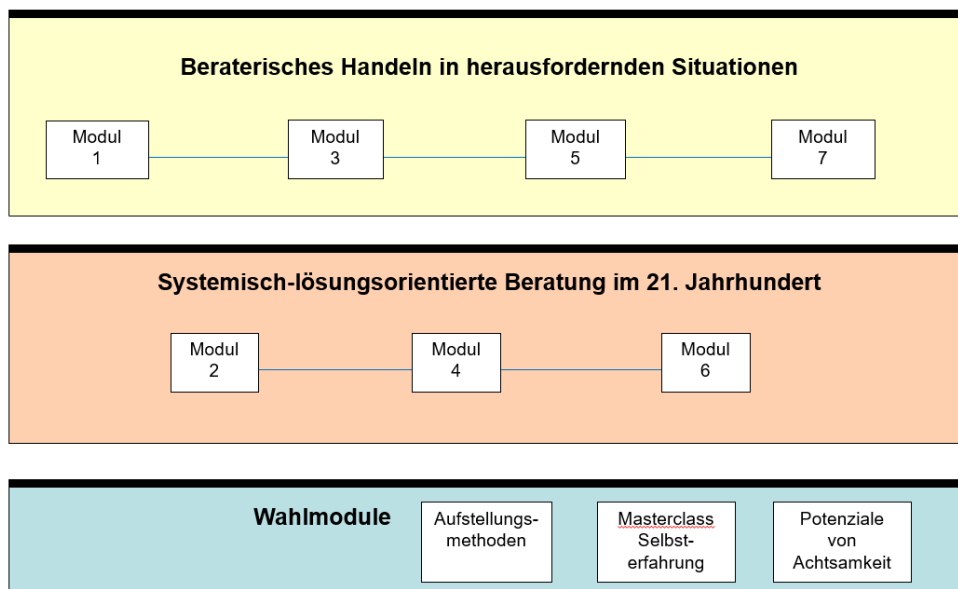 Beraterisches Handeln in herausfordernden Situationen
Modul
1
Modul
3
Modul
5
Modul
7
Systemisch-lösungsorientierte Beratung im 21. Jahrhundert
Modul
2
Modul
4
Modul
6
Wahlmodule
Aufstellungs-
methoden
Masterclass
Selbst-
erfahrung
Potenziale
von
Achtsamkeit